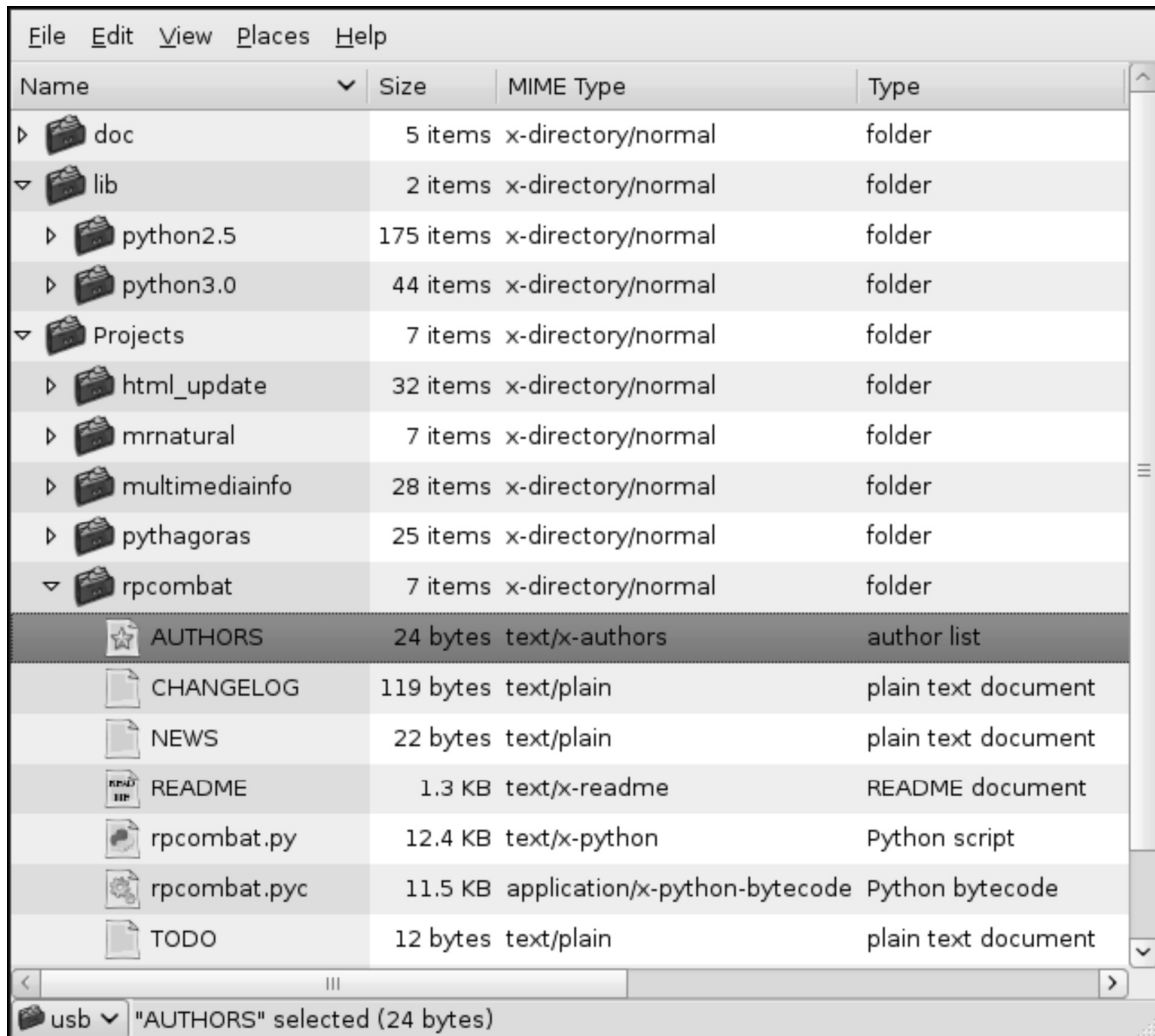 File Edit View Places Help
Name Size MIME Type Type
doc 5 items x-directory/normal folder
lib 2 items x-directory/normal folder
python2.5 175 items x-directory/normal folder
python3.0 44 items x-directory/normal folder
Projects 7 items x-directory/normal folder
html_update 32 items x-directory/normal folder
mrnatural 7 items x-directory/normal folder
multimediainfo 28 items x-directory/normal folder
pythagoras 25 items x-directory/normal folder
rpcombat 7 items x-directory/normal folder
AUTHORS 24 bytes text/x-authors author list
CHANGELOG 119 bytes text/plain plain text document
NEWS 22 bytes text/plain plain text document
README 1.3 KB text/x-readme README document
rpcombat.py 12.4 KB text/x-python Python script
rpcombat.pyc 11.5 KB application/x-python-bytecode Python bytecode
TODO 12 bytes text/plain plain text document
usb "AUTHORS" selected (24 bytes)